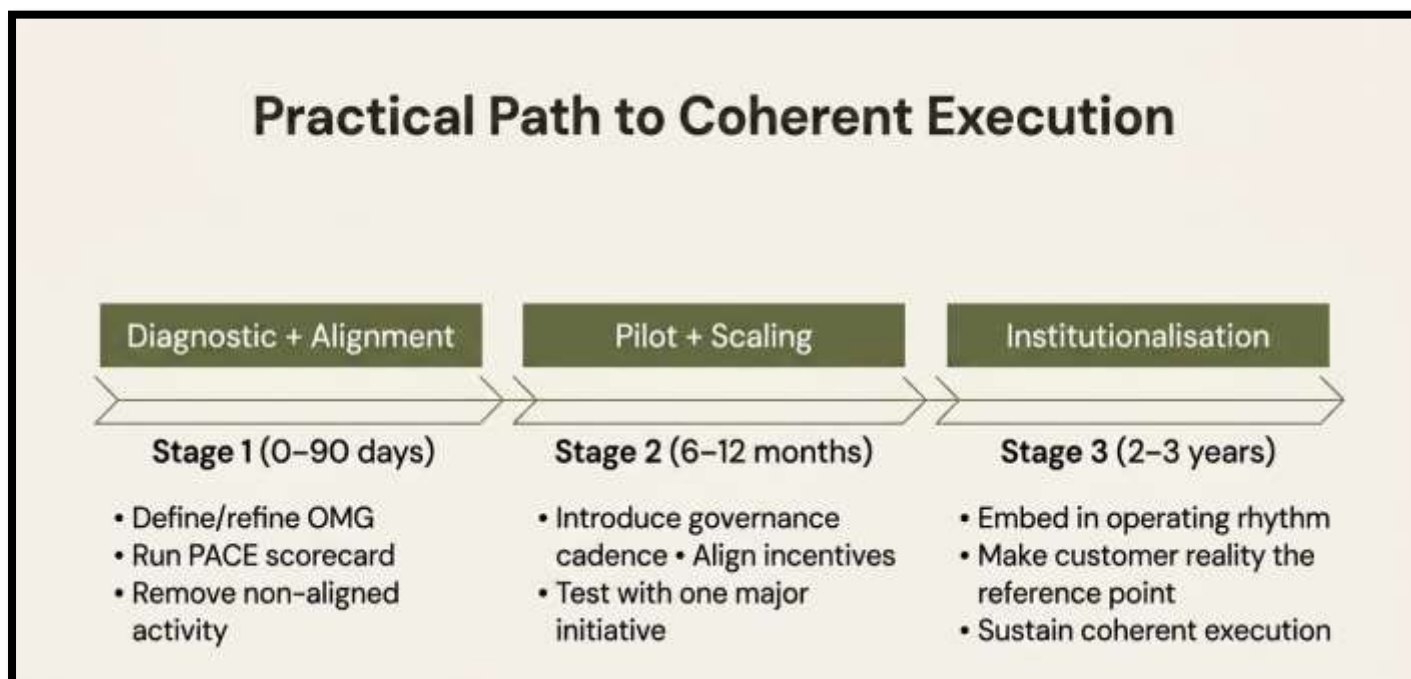 Practical Path to Coherent Execution
Diagnostic + Alignment
Stage 1 (0–90 days)
• Define/refine OMG
• Run PACE scorecard
• Remove non-aligned
activity
Pilot + Scaling
Stage 2 (6–12 months)
• Introduce governance
cadence • Align incentives
• Test with one major
initiative
Institutionalisation
Stage 3 (2–3 years)
• Embed in operating rhythm
• Make customer reality the
reference point
• Sustain coherent execution